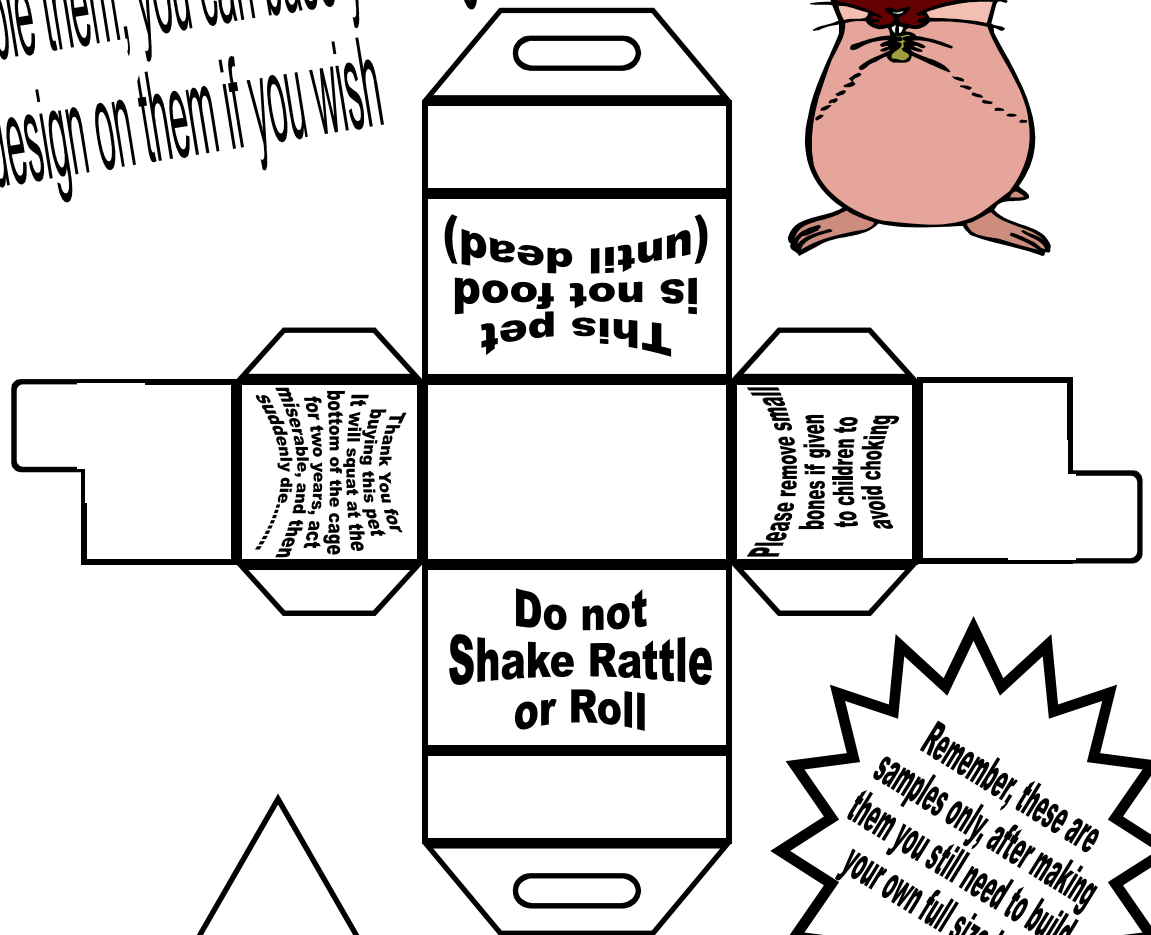 them, you can
design on them if you wish
This pet
is not food
(until dead)
Thank You for
buying this pet
It will squat at the
bottom of the cage
for two years, act
miserable, and then
suddenly die..........
Please remove small
bones if given
to children to
avoid choking
Do not
Shake Rattle
or Roll
Remember, these are
samples only, after making
them you still need to build
your own full size